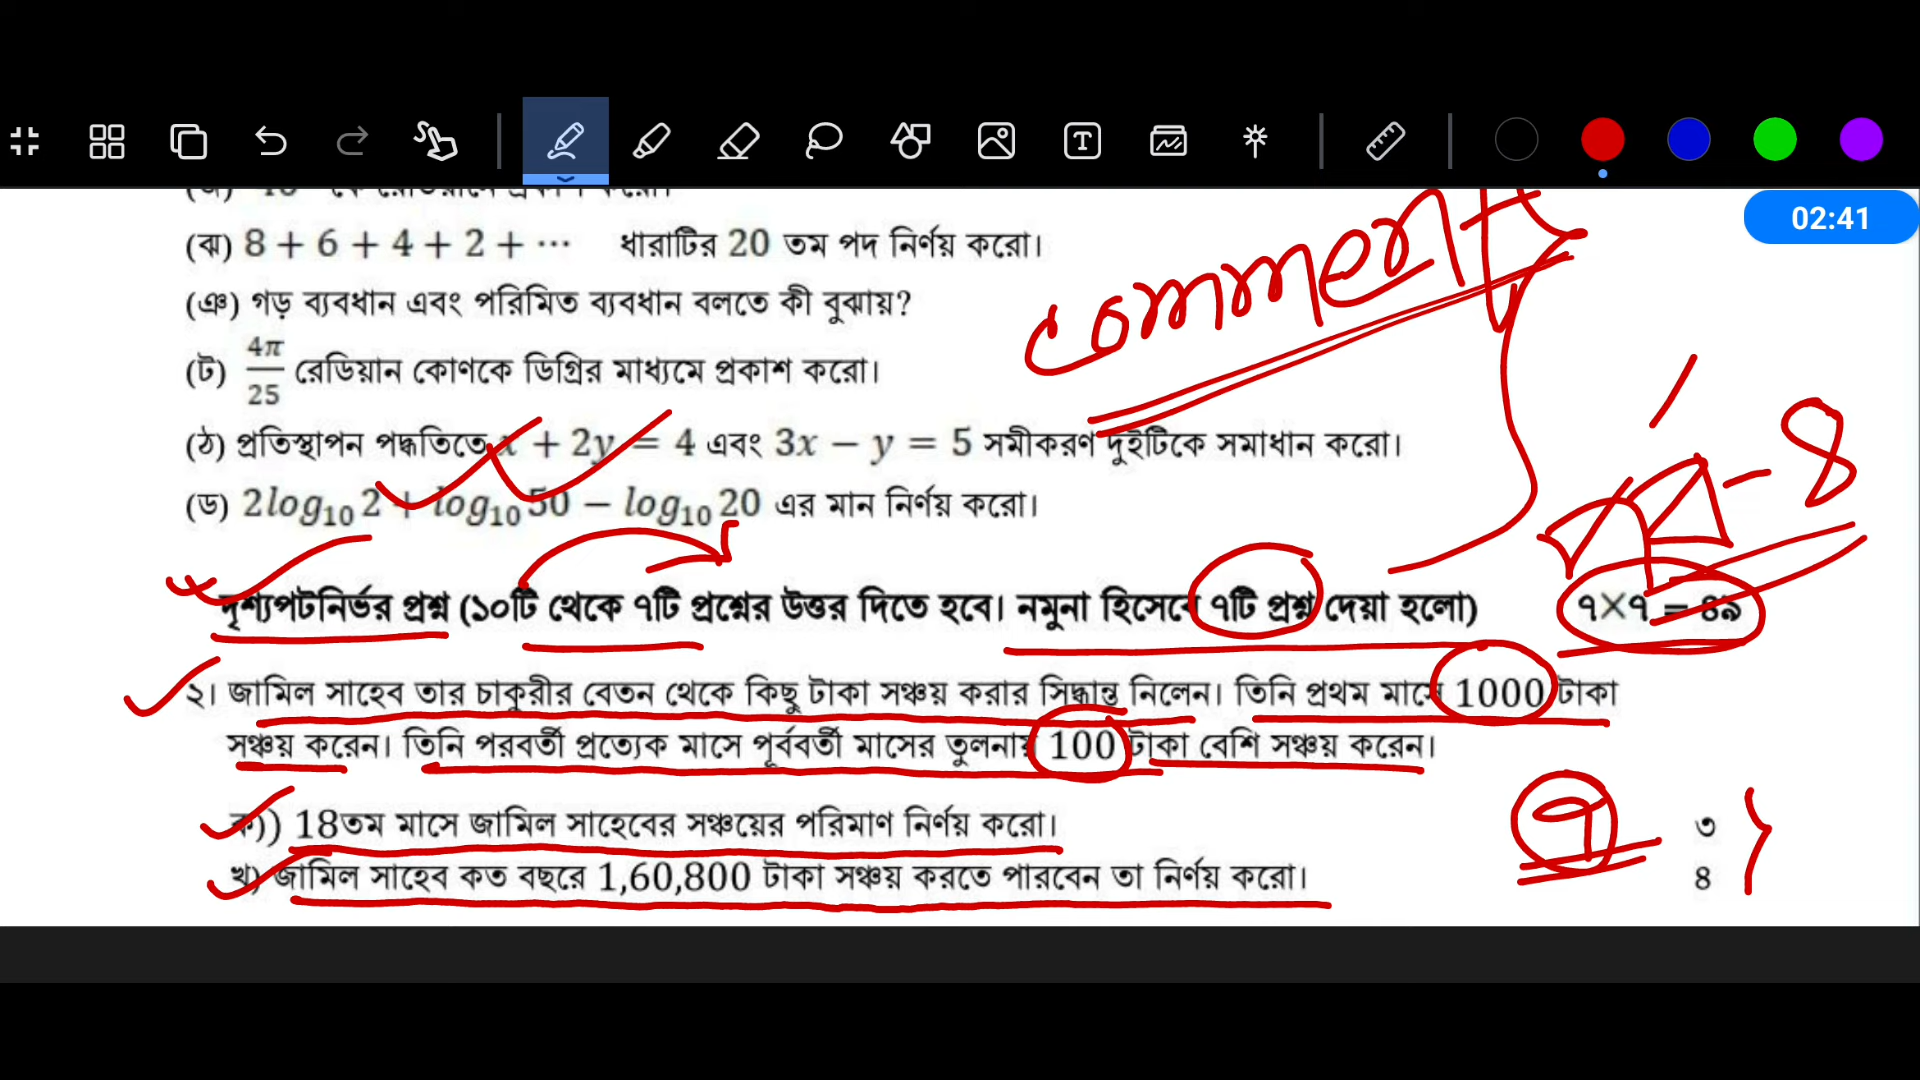 02:41
comment
(ঝ) 8 + 6 + 4 + 2 + ⋯ ধারাটির 20 তম পদ নির্ণয় করো।
(ঞ) গড় ব্যবধান এবং পরিমিত ব্যবধান বলতে কী বুঝায়?
(ট) 4π/25 রেডিয়ান কোণকে ডিগ্রির মাধ্যমে প্রকাশ করো।
(ঠ) প্রতিস্থাপন পদ্ধতিতে x + 2y = 4 এবং 3x − y = 5 সমীকরণ দুইটিকে সমাধান করো।
(ড) 2log₁₀2 + log₁₀50 − log₁₀20 এর মান নির্ণয় করো।
দৃশ্যপটনির্ভর প্রশ্ন (১০টি থেকে ৭টি প্রশ্নের উত্তর দিতে হবে। নমুনা হিসেবে ৭টি প্রশ্ন দেয়া হলো) ৭×৭ = ৪৯
২। জামিল সাহেব তার চাকুরীর বেতন থেকে কিছু টাকা সঞ্চয় করার সিদ্ধান্ত নিলেন। তিনি প্রথম মাসে 1000 টাকা
সঞ্চয় করেন। তিনি পরবর্তী প্রত্যেক মাসে পূর্ববর্তী মাসের তুলনায় 100 টাকা বেশি সঞ্চয় করেন।
ক)) 18তম মাসে জামিল সাহেবের সঞ্চয়ের পরিমাণ নির্ণয় করো। ৭ ৩
খ) জামিল সাহেব কত বছরে 1,60,800 টাকা সঞ্চয় করতে পারবেন তা নির্ণয় করো। ৪